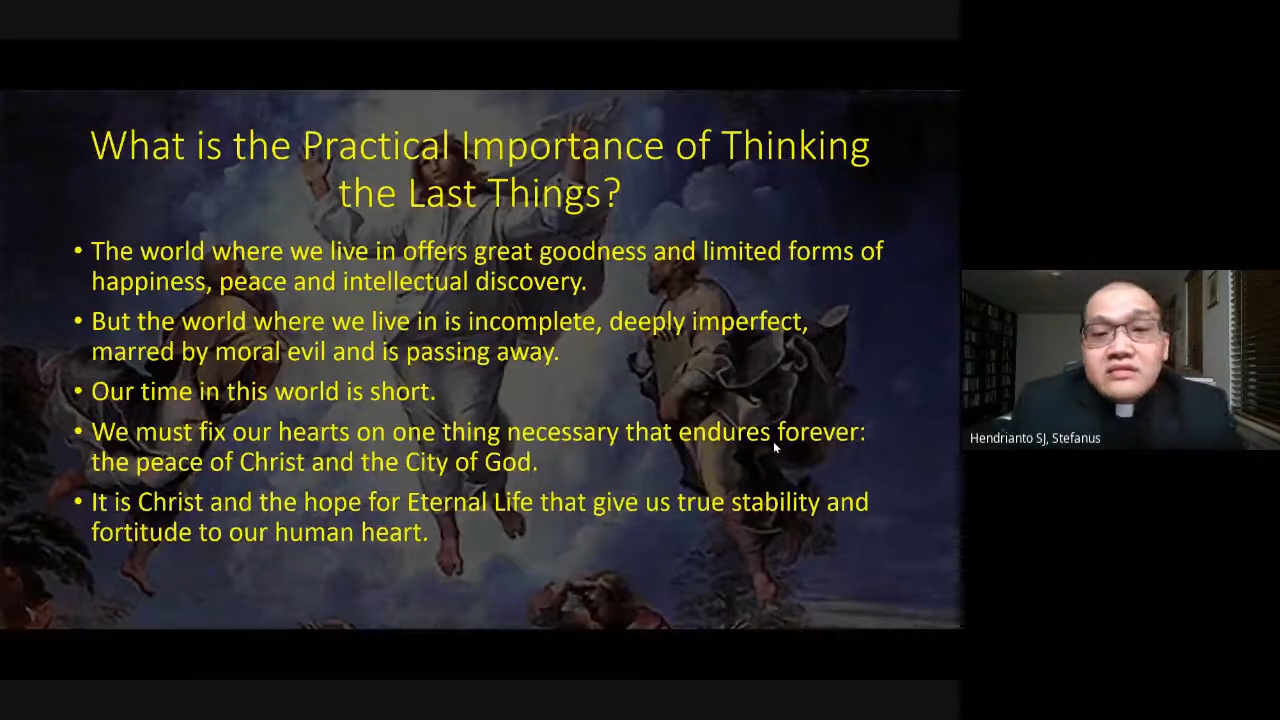 What is the Practical Importance of Thinking
the Last Things?
• The world where we live in offers great goodness and limited forms of
happiness, peace and intellectual discovery.
• But the world where we live in is incomplete, deeply imperfect,
marred by moral evil and is passing away.
• Our time in this world is short.
• We must fix our hearts on one thing necessary that endures forever:
the peace of Christ and the City of God.
• It is Christ and the hope for Eternal Life that give us true stability and
fortitude to our human heart.
Hendrianto SJ, Stefanus